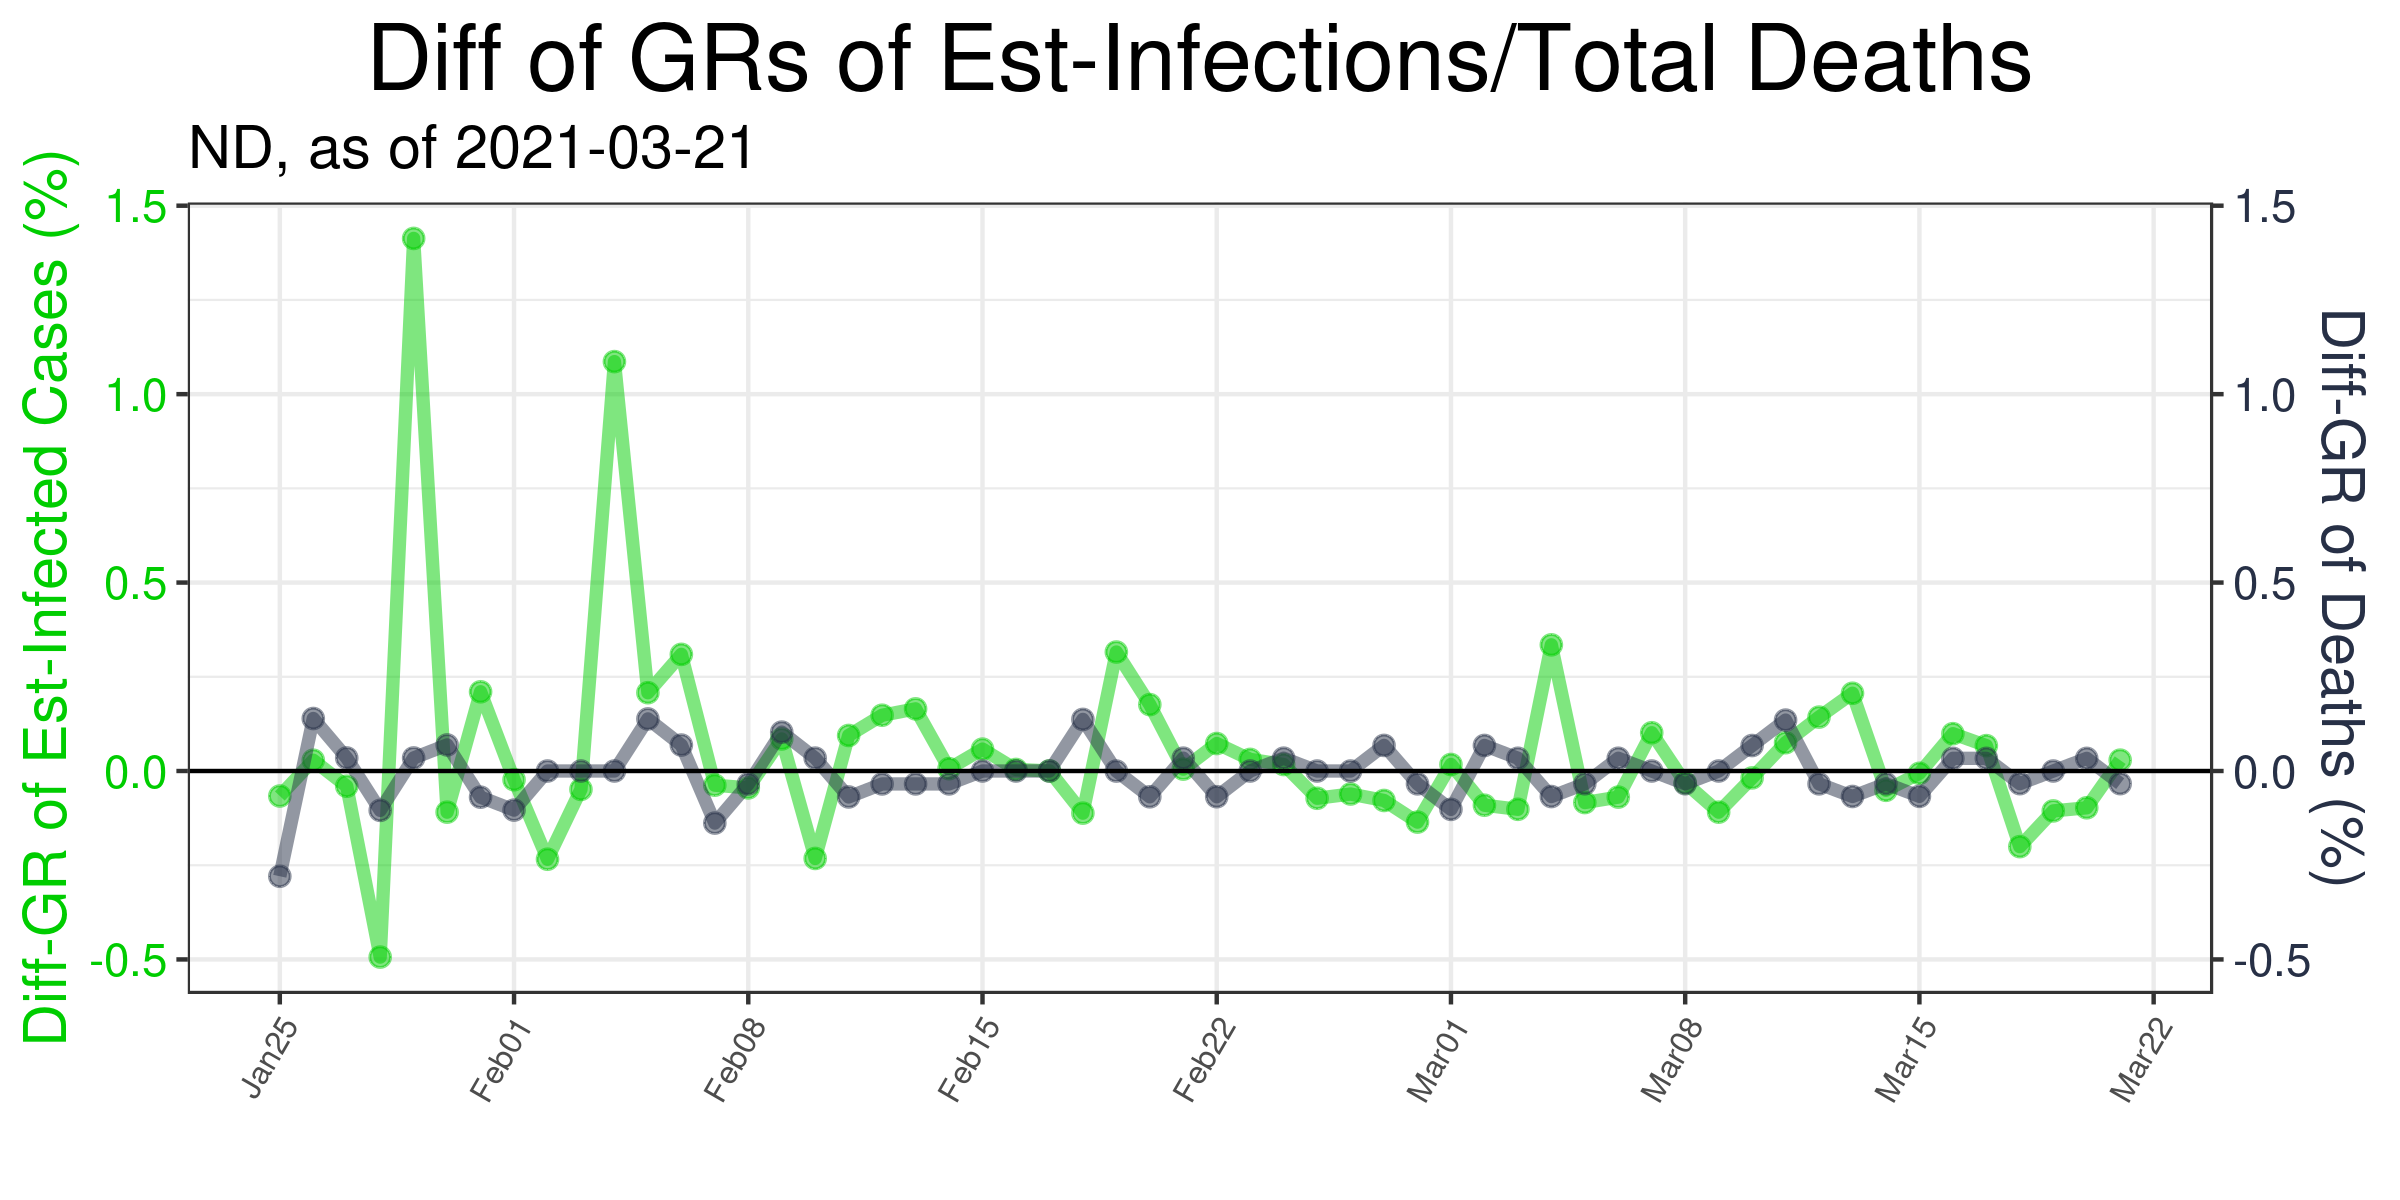 Diff of GRs of Est-Infections/Total Deaths
ND, as of 2021-03-21
Diff-GR of Est-Infected Cases (%)
1.5
1.0
0.5
0.0
-0.5
1.5
1.0
0.5
0.0
-0.5
Diff-GR of Deaths (%)
Jan25
Feb01
Feb08
Feb15
Feb22
Mar01
Mar08
Mar15
Mar22